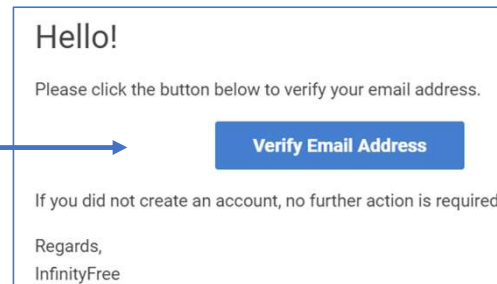 Hello!
Please click the button below to verify your email address.
Verify Email Address
If you did not create an account, no further action is required
Regards,
InfinityFree